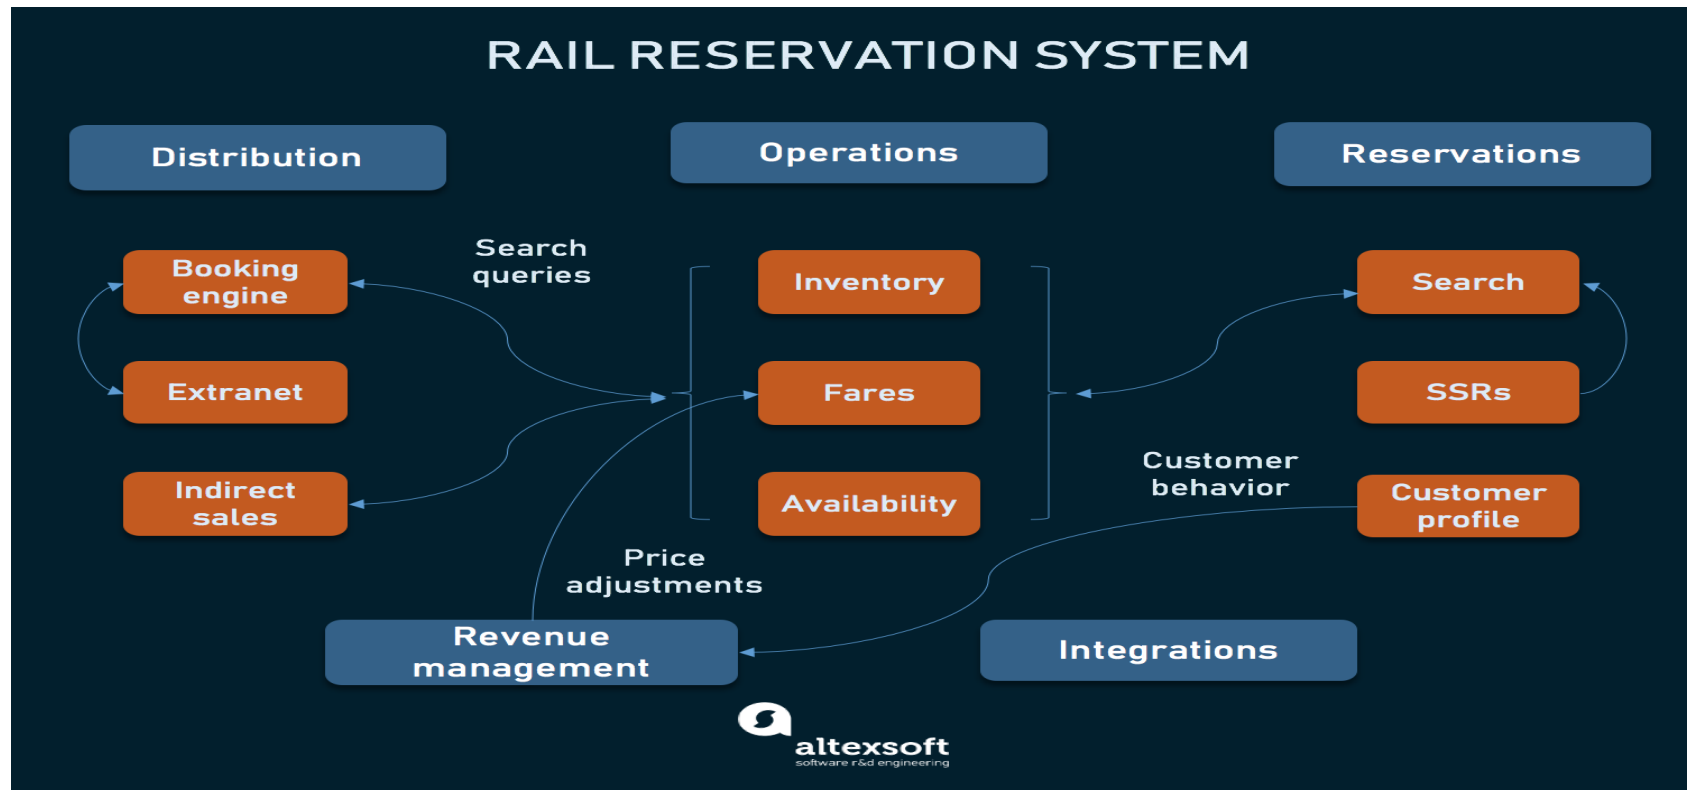 RAIL RESERVATION SYSTEM
Distribution
Operations
Reservations
Search
queries
Booking
engine
Inventory
Search
Extranet
Fares
SSRs
Customer
behavior
Indirect
sales
Availability
Customer
profile
Price
adjustments
Revenue
management
Integrations
altexsoft
software r&d engineering